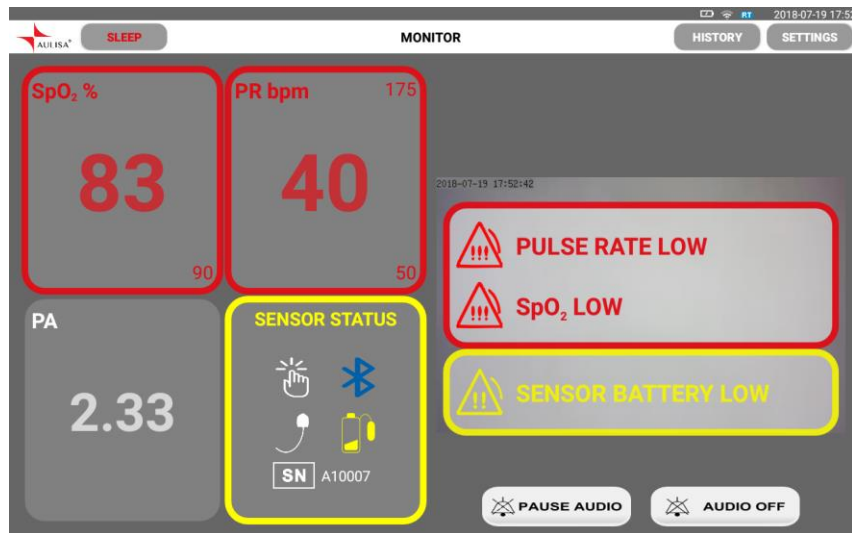 RT 2018-07-19 17:52
AULISA SLEEP MONITOR HISTORY SETTINGS
SpO₂ %
83
90
PR bpm 175
40
50
PA
2.33
SENSOR STATUS
SN A10007
2018-07-19 17:52:42
PULSE RATE LOW
SpO₂ LOW
SENSOR BATTERY LOW
PAUSE AUDIO AUDIO OFF